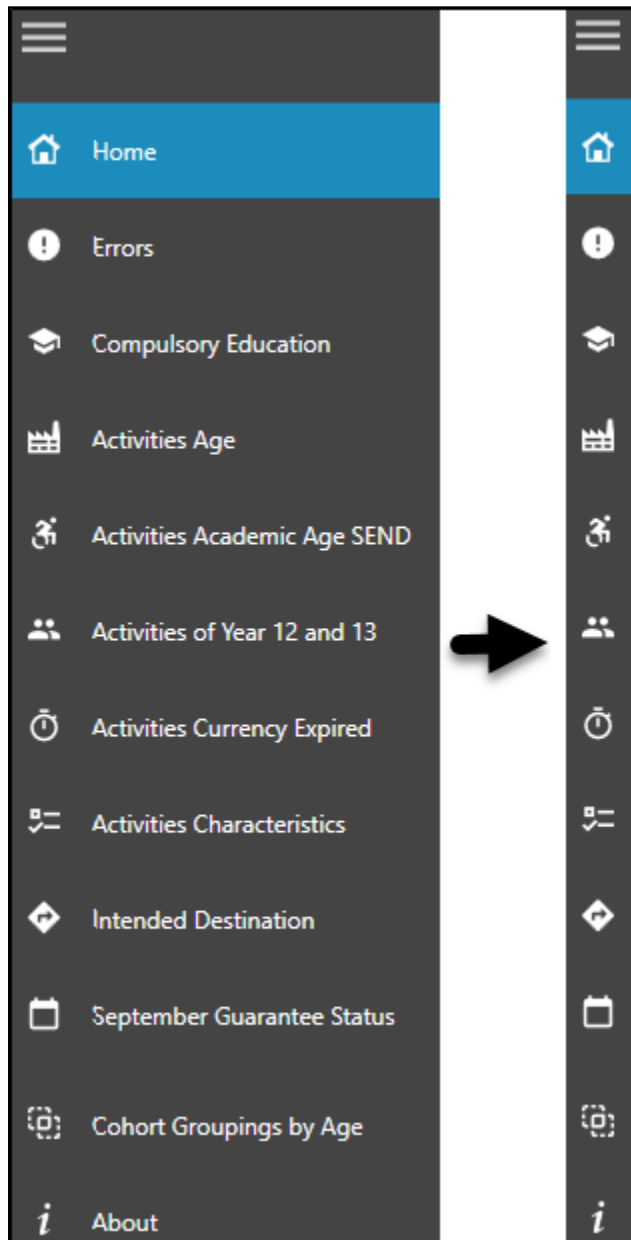 Home
Errors
Compulsory Education
Activities Age
Activities Academic Age SEND
Activities of Year 12 and 13
Activities Currency Expired
Activities Characteristics
Intended Destination
September Guarantee Status
Cohort Groupings by Age
About